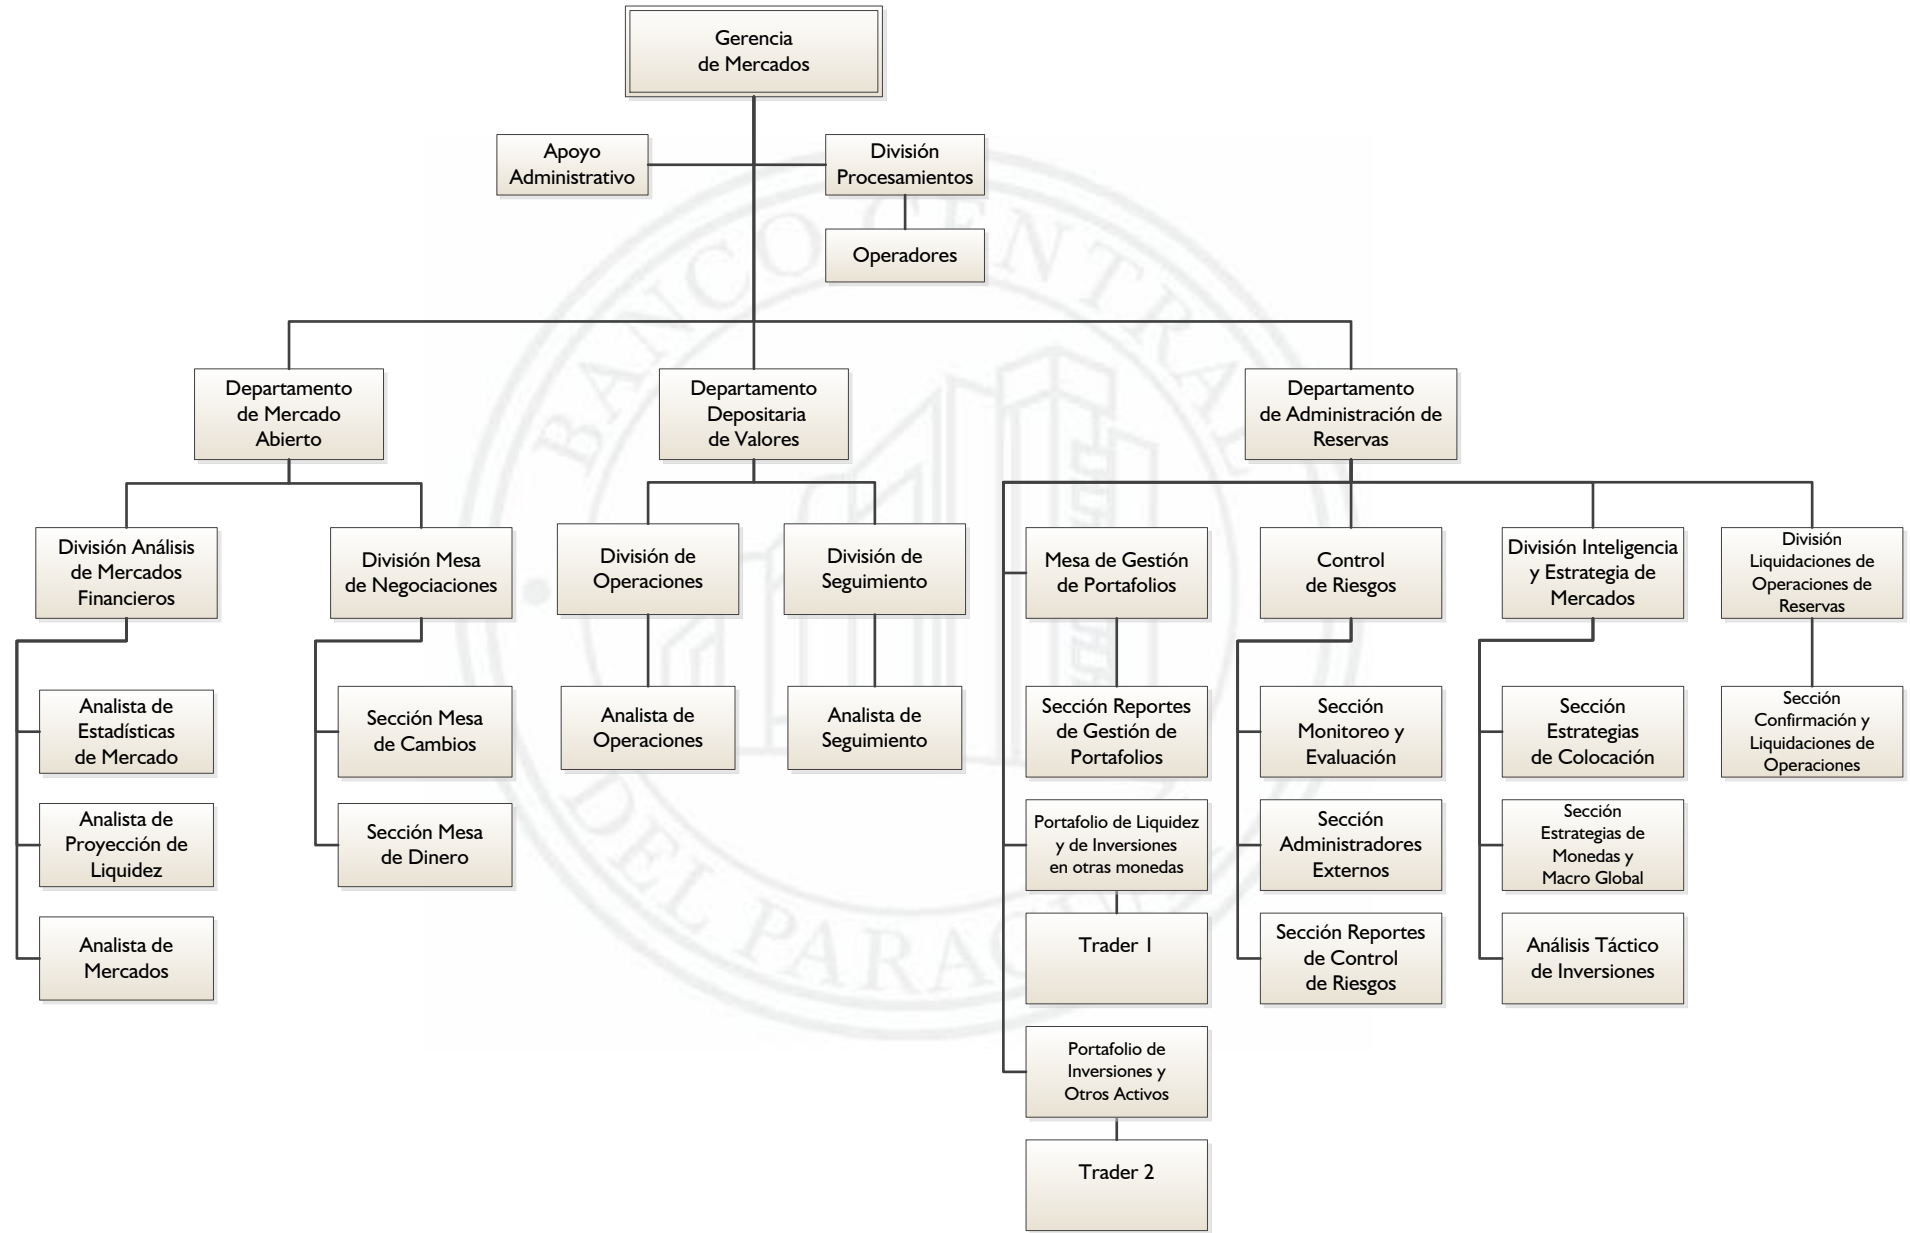 Gerencia
de Mercados
Apoyo
Administrativo
División
Procesamientos
Operadores
Departamento
de Mercado
Abierto
Departamento
Depositaria
de Valores
Departamento
de Administración de
Reservas
División Análisis
de Mercados
Financieros
División Mesa
de Negociaciones
División de
Operaciones
División de
Seguimiento
Mesa de Gestión
de Portafolios
Control
de Riesgos
División Inteligencia
y Estrategia de
Mercados
División
Liquidaciones de
Operaciones de
Reservas
Analista de
Estadísticas
de Mercado
Sección Mesa
de Cambios
Analista de
Operaciones
Analista de
Seguimiento
Sección Reportes
de Gestión de
Portafolios
Sección
Monitoreo y
Evaluación
Sección
Estrategias
de Colocación
Sección
Confirmación y
Liquidaciones de
Operaciones
Analista de
Proyección de
Liquidez
Sección Mesa
de Dinero
Portafolio de Liquidez
y de Inversiones
en otras monedas
Sección
Administradores
Externos
Sección
Estrategias de
Monedas y
Macro Global
Analista de
Mercados
Trader 1
Sección Reportes
de Control
de Riesgos
Análisis Táctico
de Inversiones
Portafolio de
Inversiones y
Otros Activos
Trader 2
BANCO CENTRAL
DEL PARAGUAY